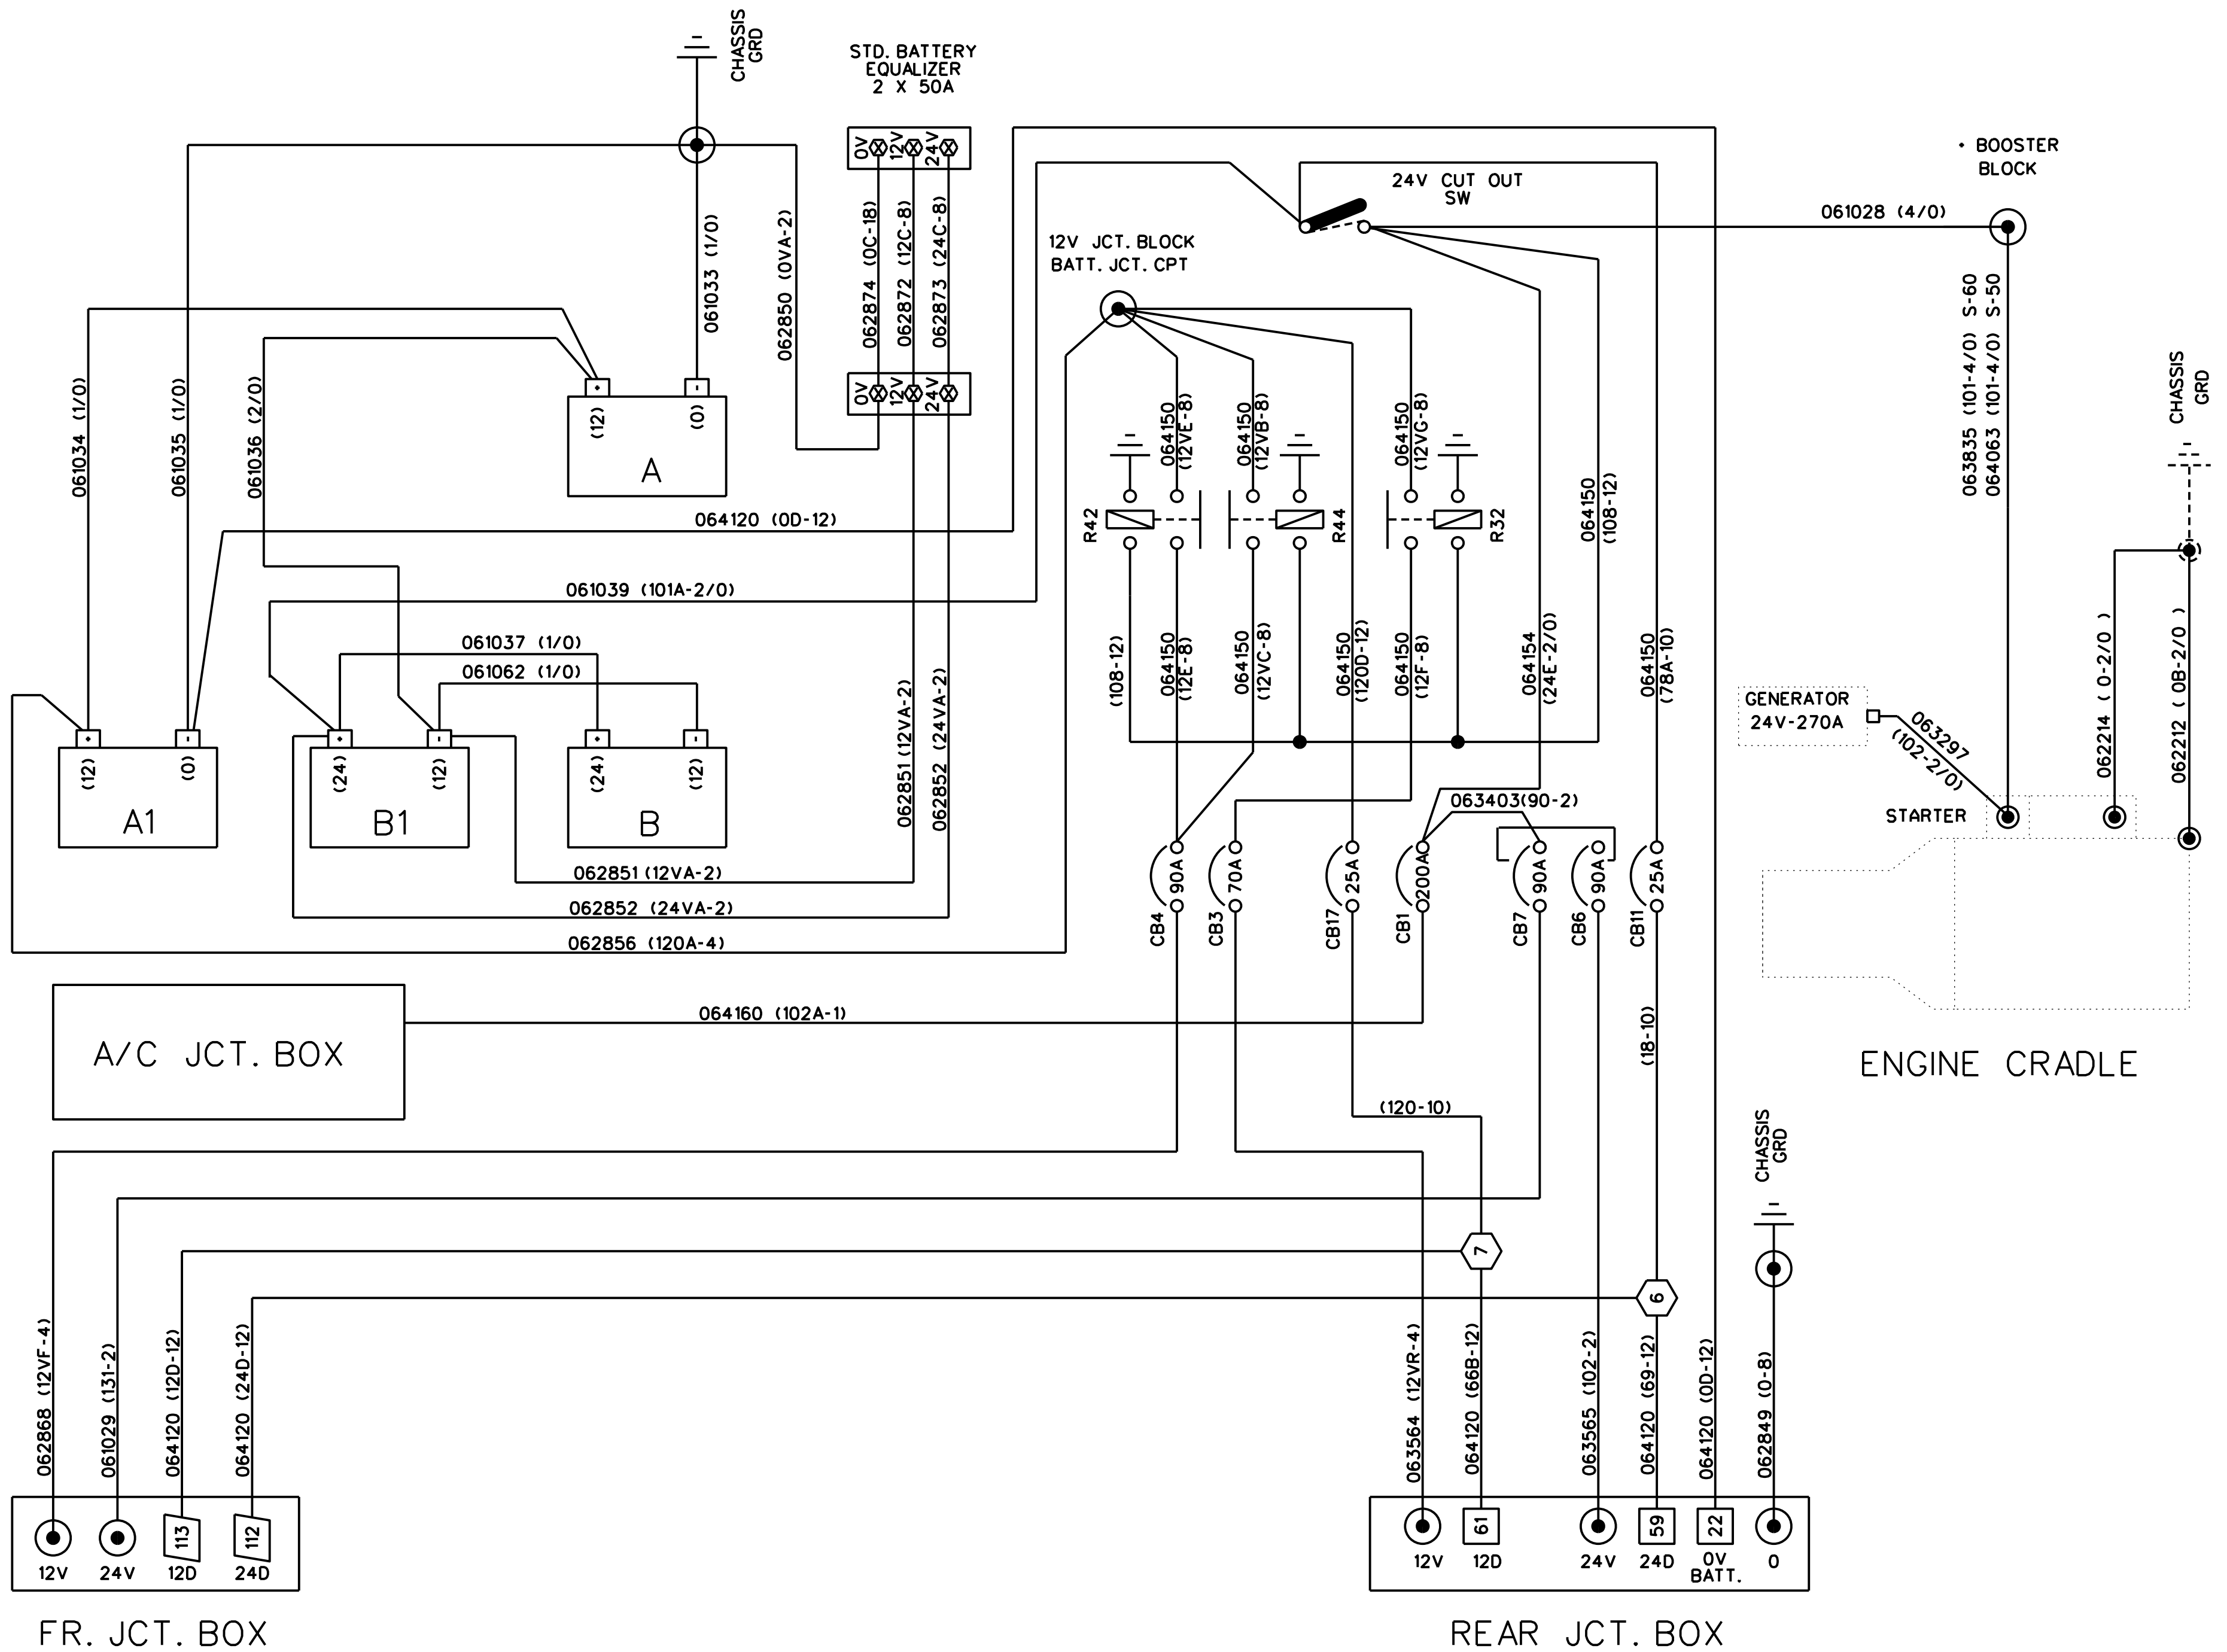 CHASSIS
GRD
STD. BATTERY
EQUALIZER
2 X 50A
0V
12V
24V
• BOOSTER
BLOCK
24V CUT OUT
SW
061028 (4/0)
12V JCT. BLOCK
BATT. JCT. CPT
061033 (1/0)
062850 (0VA-2)
062874 (0C-18)
062872 (12C-8)
062873 (24C-8)
063835 (101-4/0) S-60
064063 (101-4/0) S-50
CHASSIS
GRD
061034 (1/0)
061035 (1/0)
061036 (2/0)
(12)
(0)
A
0V
12V
24V
064150
(12VE-8)
064150
(12VB-8)
064150
(12VG-8)
064150
(108-12)
R42
R44
R32
064120 (0D-12)
061039 (101A-2/0)
061037 (1/0)
061062 (1/0)
062851 (12VA-2)
062852 (24VA-2)
(108-12)
064150
(12E-8)
064150
(12VC-8)
064150
(120D-12)
064150
(12F-8)
064154
(24E-2/0)
064150
(78A-10)
GENERATOR
24V-270A
063297
(102-2/0)
062214 ( 0-2/0 )
062212 ( 0B-2/0 )
STARTER
(12)
(0)
A1
(24)
(12)
B1
(24)
(12)
B
063403(90-2)
90A
70A
25A
200A
90A
90A
25A
CB4
CB3
CB17
CB1
CB7
CB6
CB11
062851 (12VA-2)
062852 (24VA-2)
062856 (120A-4)
A/C JCT. BOX
064160 (102A-1)
(18-10)
ENGINE CRADLE
(120-10)
CHASSIS
GRD
7
6
062868 (12VF-4)
061029 (131-2)
064120 (12D-12)
064120 (24D-12)
063564 (12VR-4)
064120 (66B-12)
063565 (102-2)
064120 (69-12)
064120 (0D-12)
062849 (0-8)
113
112
61
59
22
12V
24V
12D
24D
12V
12D
24V
24D
0V
BATT.
0
FR. JCT. BOX
REAR JCT. BOX